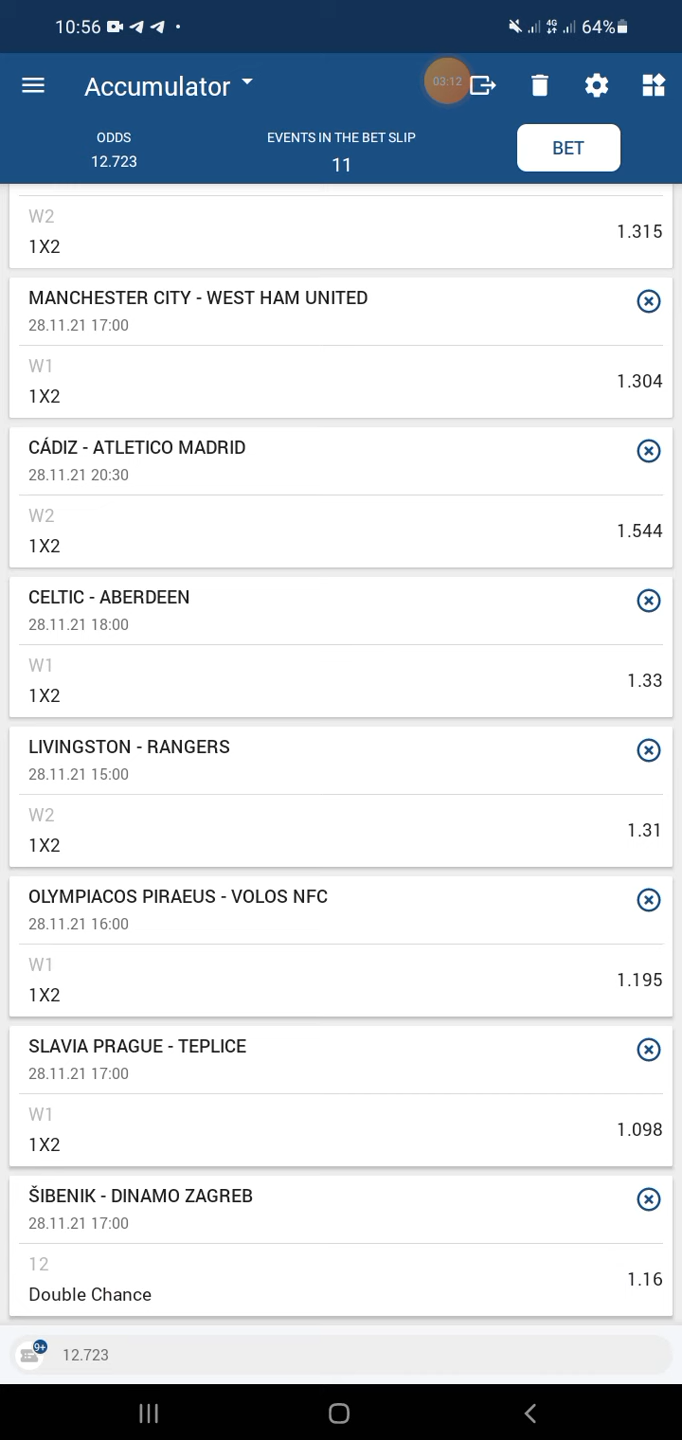 10:56 4G 64%
Accumulator 03:12
ODDS EVENTS IN THE BET SLIP BET
12.723 11
W2
1X2 1.315
MANCHESTER CITY - WEST HAM UNITED
28.11.21 17:00
W1
1X2 1.304
CÁDIZ - ATLETICO MADRID
28.11.21 20:30
W2
1X2 1.544
CELTIC - ABERDEEN
28.11.21 18:00
W1
1X2 1.33
LIVINGSTON - RANGERS
28.11.21 15:00
W2
1X2 1.31
OLYMPIACOS PIRAEUS - VOLOS NFC
28.11.21 16:00
W1
1X2 1.195
SLAVIA PRAGUE - TEPLICE
28.11.21 17:00
W1
1X2 1.098
ŠIBENIK - DINAMO ZAGREB
28.11.21 17:00
12
Double Chance 1.16
9+ 12.723